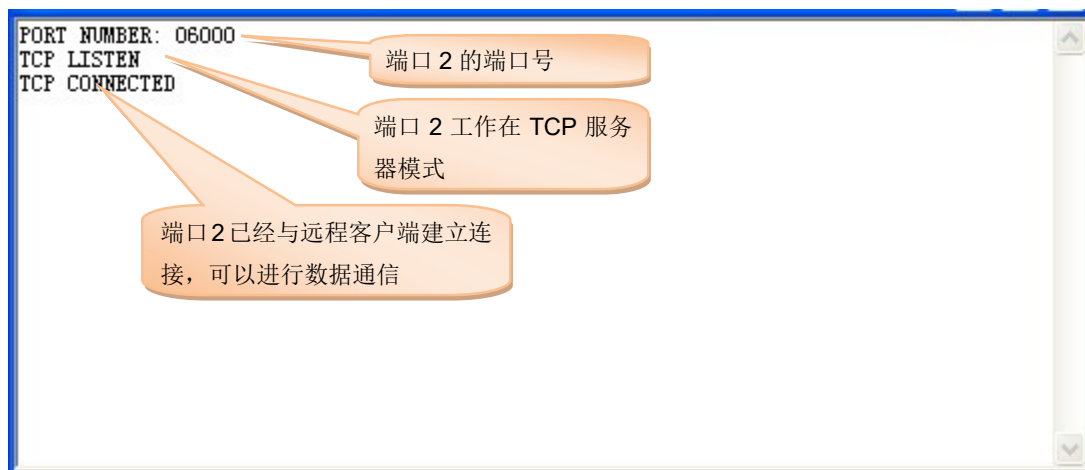 PORT NUMBER: 06000
TCP LISTEN
TCP CONNECTED
端口 2 的端口号
端口 2 工作在 TCP 服务
器模式
端口2已经与远程客户端建立连
接，可以进行数据通信